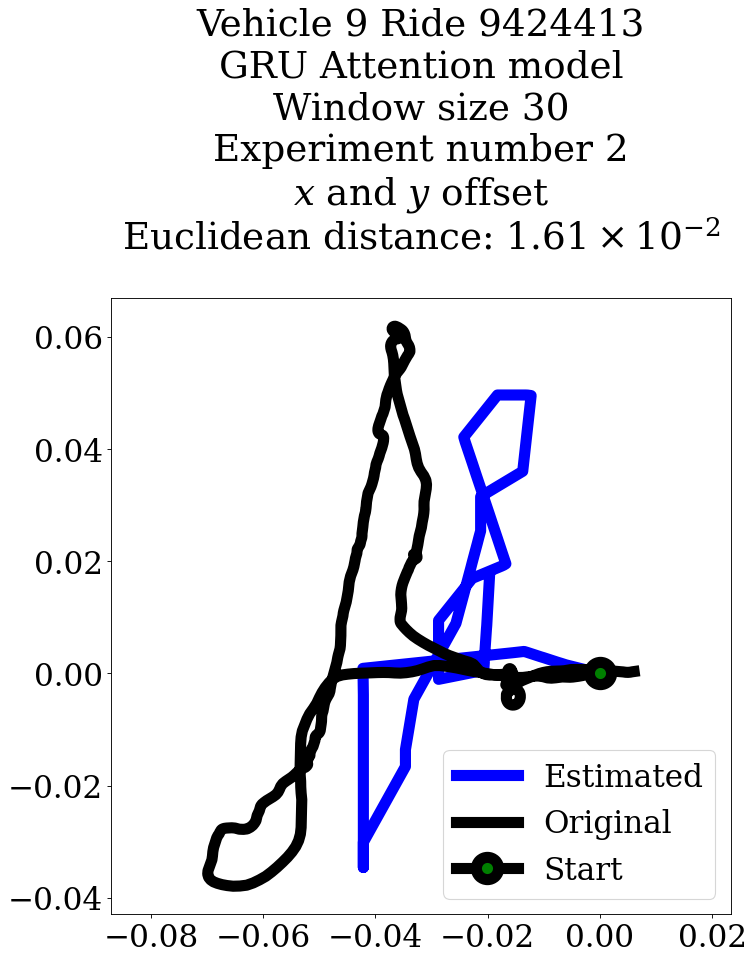 Vehicle 9 Ride 9424413
GRU Attention model
Window size 30
Experiment number 2
x and y offset
Euclidean distance: 1.61 × 10⁻²
0.06
0.04
0.02
0.00
−0.02
−0.04
Estimated
Original
Start
−0.08 −0.06 −0.04 −0.02 0.00 0.02